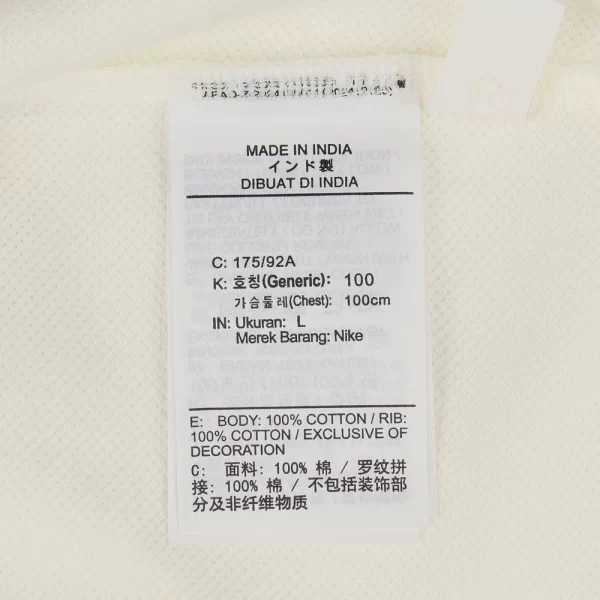 MADE IN INDIA
インド製
DIBUAT DI INDIA
C: 175/92A
K: 호칭(Generic): 100
가슴둘레(Chest): 100cm
IN: Ukuran: L
Merek Barang: Nike
E: BODY: 100% COTTON / RIB:
100% COTTON / EXCLUSIVE OF
DECORATION
C: 面料: 100% 棉 / 罗纹拼
接: 100% 棉 / 不包括装饰部
分及非纤维物质